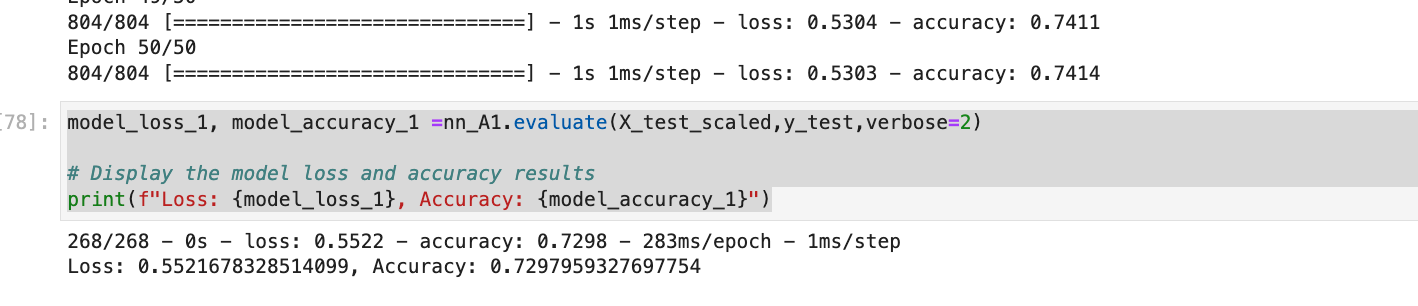 804/804 [==============================] - 1s 1ms/step - loss: 0.5304 - accuracy: 0.7411
Epoch 50/50
804/804 [==============================] - 1s 1ms/step - loss: 0.5303 - accuracy: 0.7414
[78]: model_loss_1, model_accuracy_1 =nn_A1.evaluate(X_test_scaled,y_test,verbose=2)
# Display the model loss and accuracy results
print(f"Loss: {model_loss_1}, Accuracy: {model_accuracy_1}")
268/268 - 0s - loss: 0.5522 - accuracy: 0.7298 - 283ms/epoch - 1ms/step
Loss: 0.5521678328514099, Accuracy: 0.7297959327697754